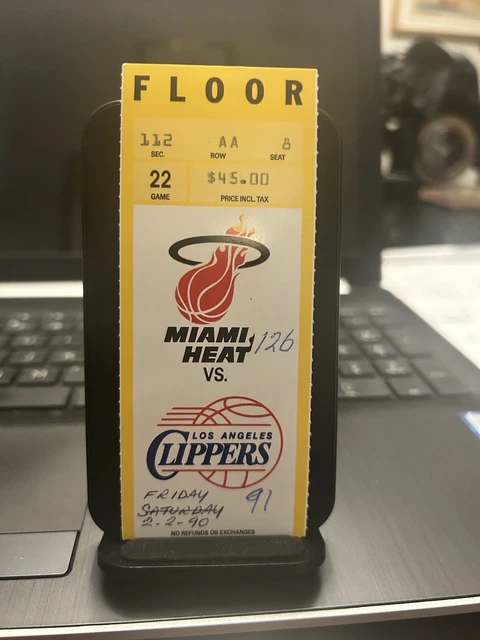 FLOOR
112 AA 8
SEC. ROW SEAT
22 $45.00
GAME PRICE INCL. TAX
MIAMI
HEAT 126
VS.
LOS ANGELES
CLIPPERS
91
FRIDAY
SATURDAY
2-2-90
NO REFUNDS OR EXCHANGES